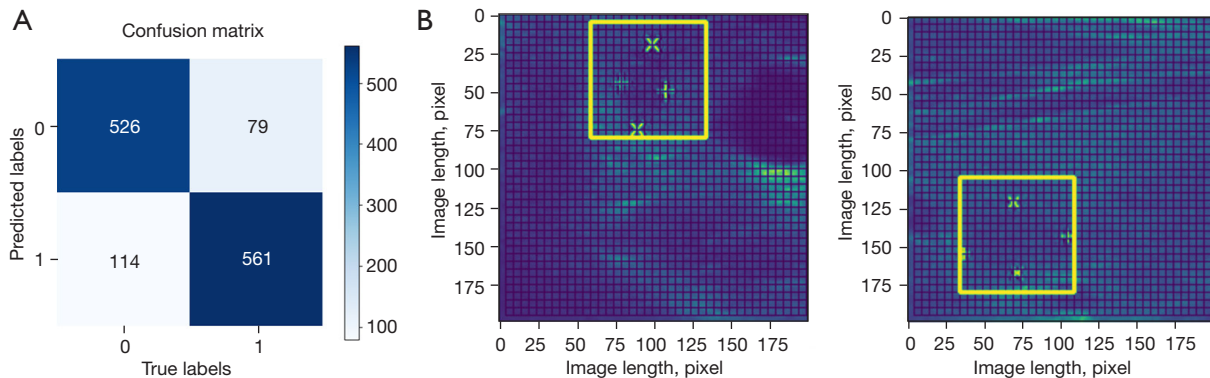 A
Confusion matrix
Predicted labels
0
1
526
79
114
561
0
1
True labels
500
400
300
200
100
B
Image length, pixel
0
25
50
75
100
125
150
175
0 25 50 75 100 125 150 175
Image length, pixel
Image length, pixel
0
25
50
75
100
125
150
175
0 25 50 75 100 125 150 175
Image length, pixel